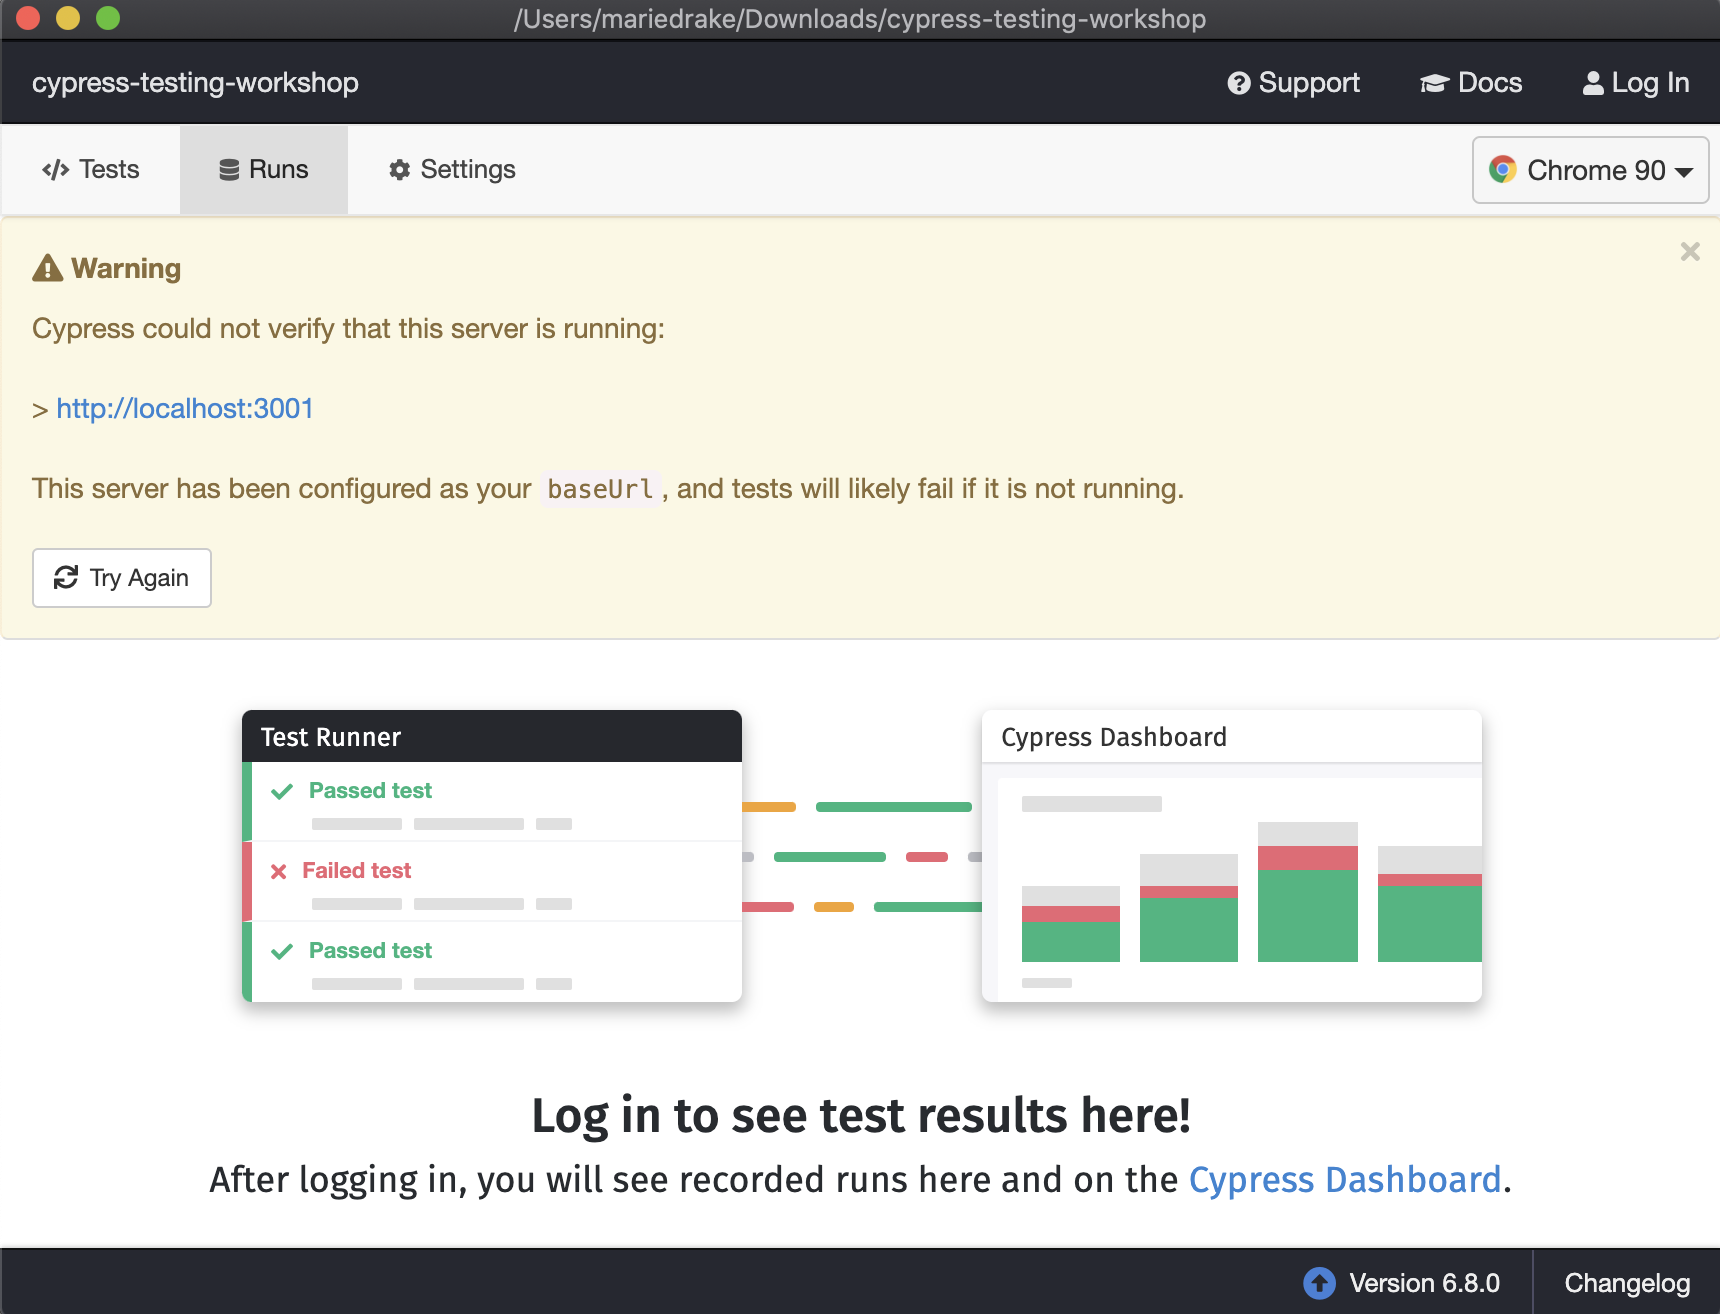 /Users/mariedrake/Downloads/cypress-testing-workshop
cypress-testing-workshop
Support
Docs
Log In
Tests
Runs
Settings
Chrome 90
Warning
Cypress could not verify that this server is running:
> http://localhost:3001
This server has been configured as your baseUrl, and tests will likely fail if it is not running.
Try Again
Test Runner
Passed test
Failed test
Passed test
Cypress Dashboard
Log in to see test results here!
After logging in, you will see recorded runs here and on the Cypress Dashboard.
Version 6.8.0
Changelog